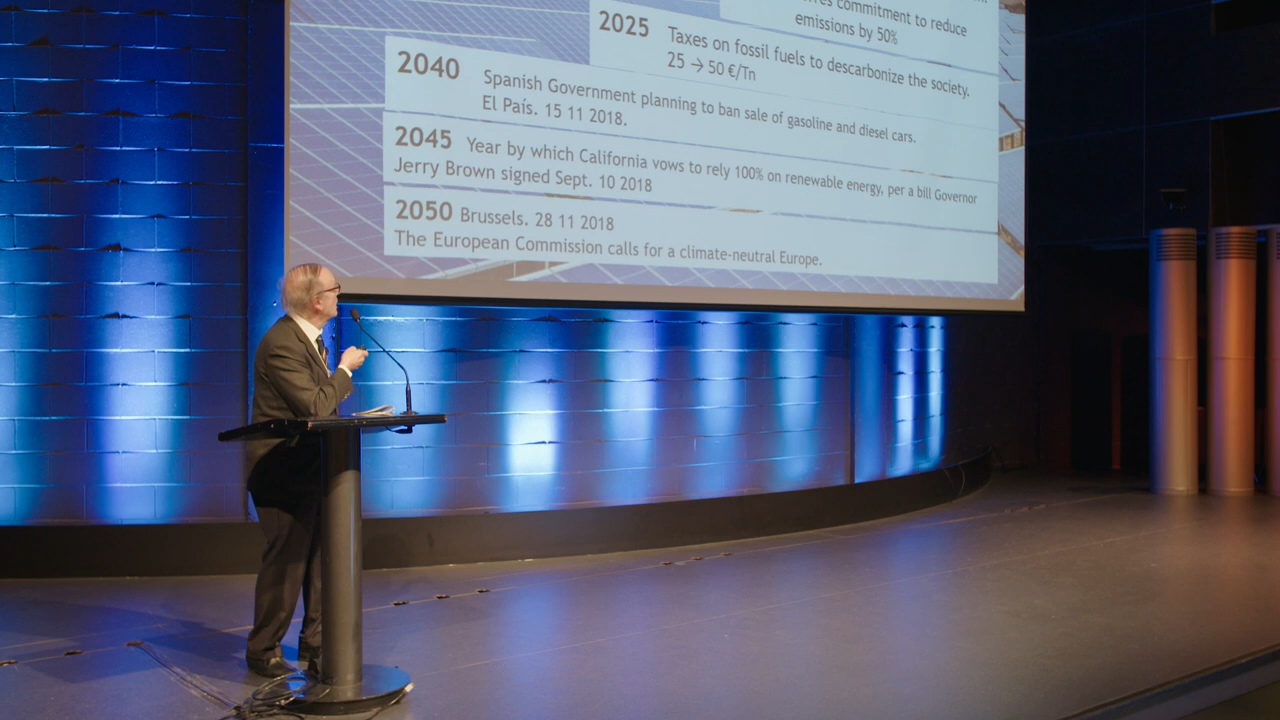 commitment to reduce
emissions by 50%
2025 Taxes on fossil fuels to descarbonize the society.
25 → 50 €/Tn
2040 Spanish Government planning to ban sale of gasoline and diesel cars.
El País. 15 11 2018.
2045 Year by which California vows to rely 100% on renewable energy, per a bill Governor
Jerry Brown signed Sept. 10 2018
2050 Brussels. 28 11 2018
The European Commission calls for a climate-neutral Europe.